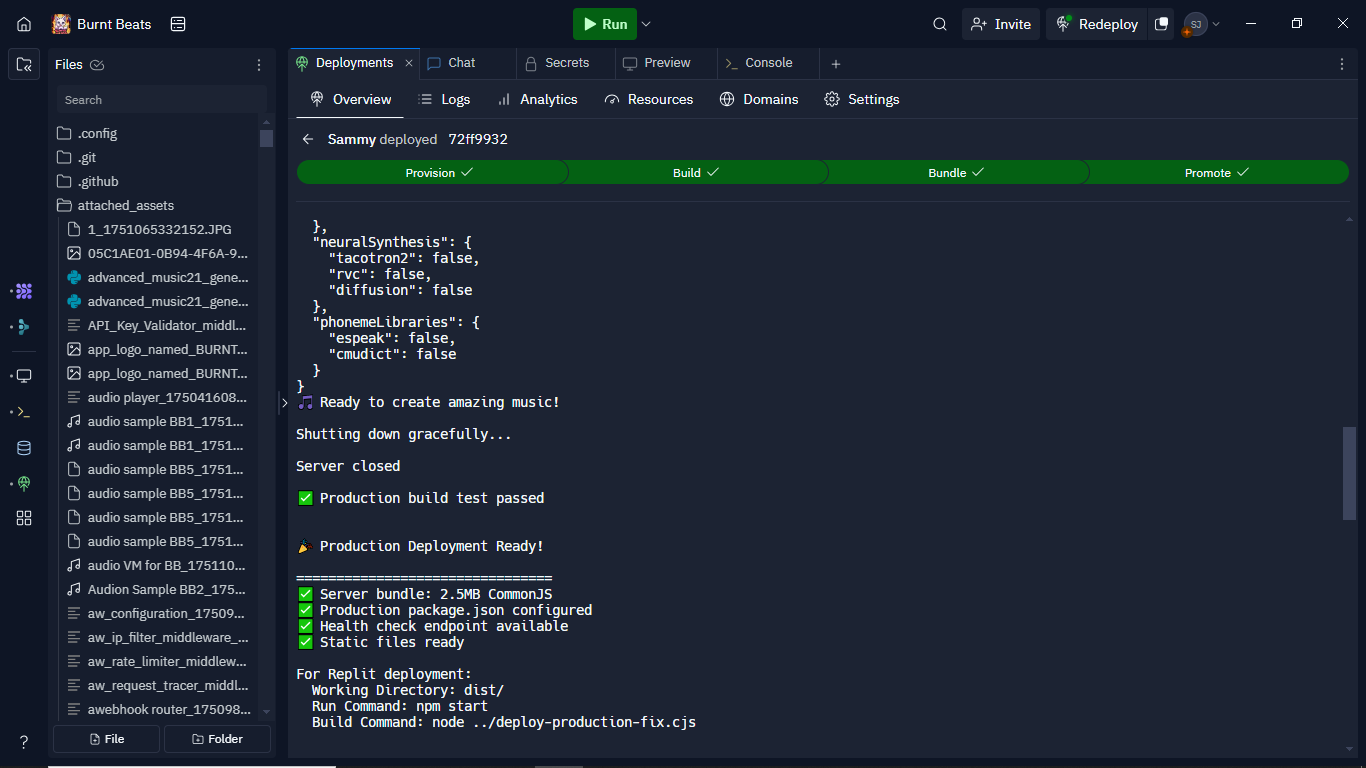 Burnt Beats
Run
Invite
Redeploy
SJ
Files
Deployments
Chat
Secrets
Preview
Console
Search
Overview
Logs
Analytics
Resources
Domains
Settings
Sammy deployed 72ff9932
Provision
Build
Bundle
Promote
.config
.git
.github
attached_assets
1_1751065332152.JPG
05C1AE01-0B94-4F6A-9...
advanced_music21_gene...
advanced_music21_gene...
API_Key_Validator_middl...
app_logo_named_BURNT...
app_logo_named_BURNT...
audio player_175041608...
audio sample BB1_1751...
audio sample BB1_1751...
audio sample BB5_1751...
audio sample BB5_1751...
audio sample BB5_1751...
audio sample BB5_1751...
audio VM for BB_175110...
Audion Sample BB2_175...
aw_configuration_17509...
aw_ip_filter_middleware_...
aw_rate_limiter_middlew...
aw_request_tracer_middl...
awebhook router_175098...
File
Folder
},
"neuralSynthesis": {
"tacotron2": false,
"rvc": false,
"diffusion": false
},
"phonemeLibraries": {
"espeak": false,
"cmudict": false
}
}
🎵 Ready to create amazing music!
Shutting down gracefully...
Server closed
✅ Production build test passed
🎉 Production Deployment Ready!
================================
✅ Server bundle: 2.5MB CommonJS
✅ Production package.json configured
✅ Health check endpoint available
✅ Static files ready
For Replit deployment:
Working Directory: dist/
Run Command: npm start
Build Command: node ../deploy-production-fix.cjs